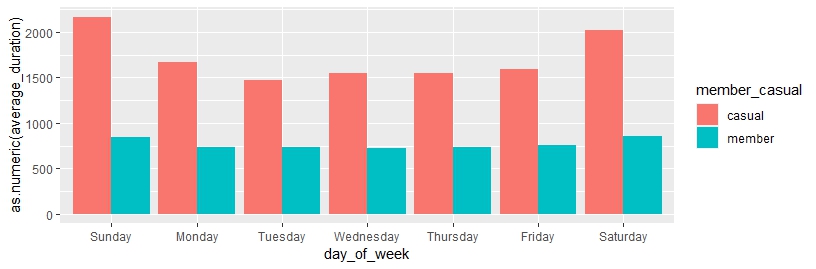 as.numeric(average_duration)
2000
1500
1000
500
0
Sunday Monday Tuesday Wednesday Thursday Friday Saturday
day_of_week
member_casual
casual
member